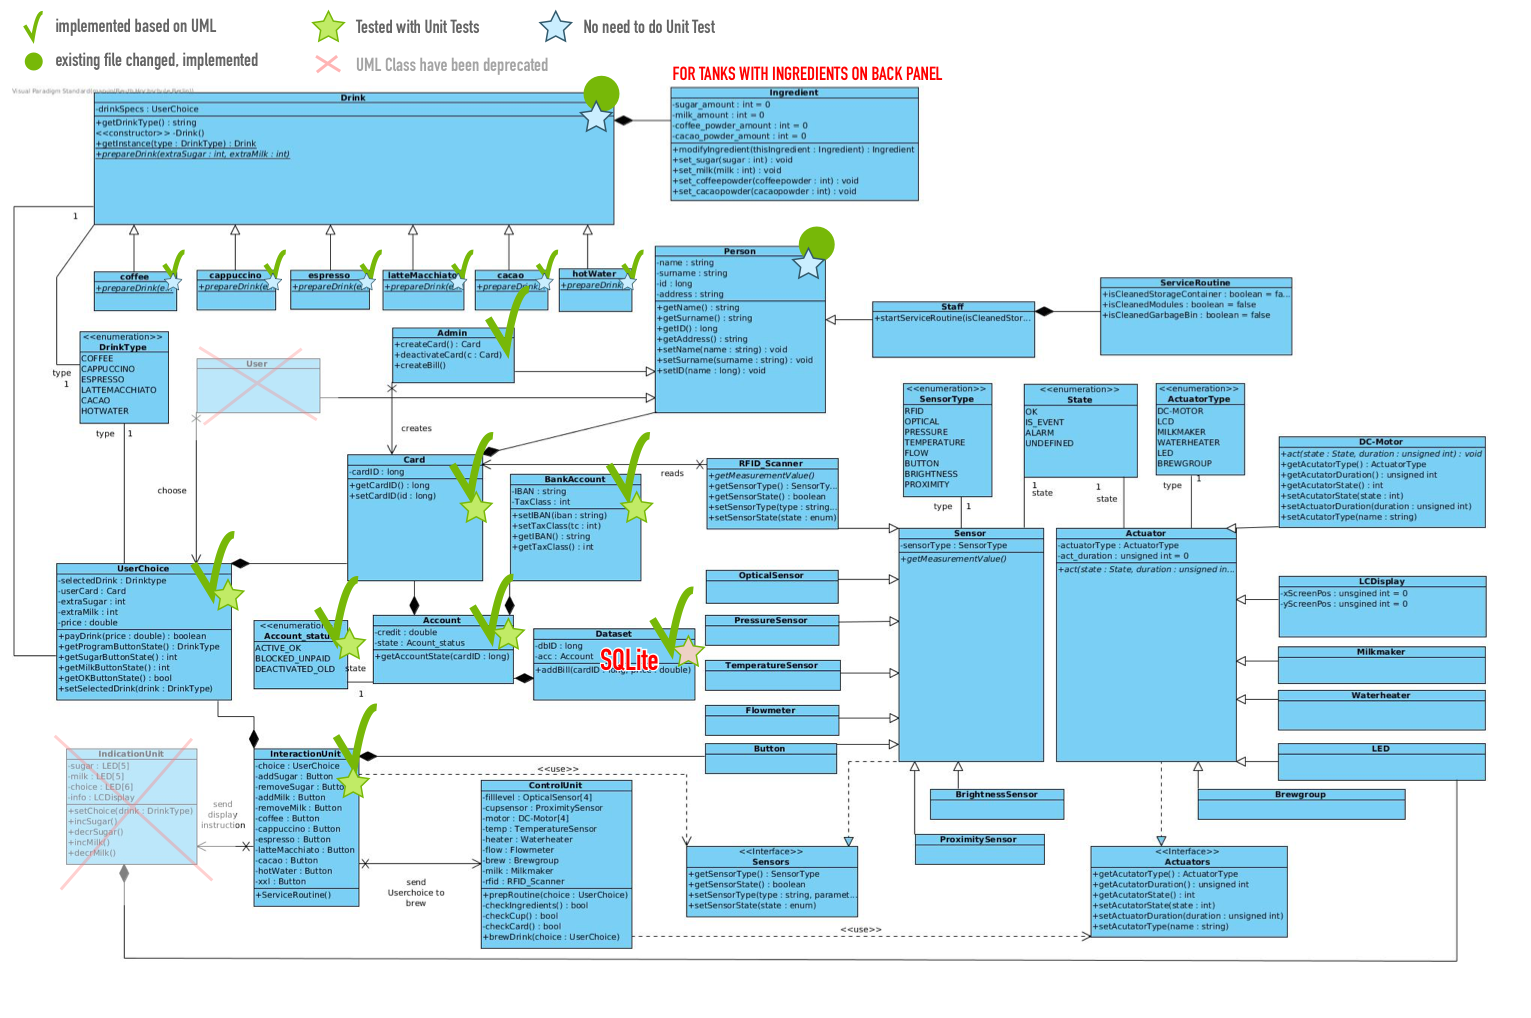 implemented based on UML
Tested with Unit Tests
No need to do Unit Test
existing file changed, implemented
UML Class have been deprecated
FOR TANKS WITH INGREDIENTS ON BACK PANEL
Drink
-drinkSpecs : UserChoice
+getDrinkType() : string
<<constructor>> -Drink()
+getInstance(type : DrinkType) : Drink
+prepareDrink(extraSugar : int, extraMilk : int)
Ingredient
-sugar_amount : int = 0
-milk_amount : int = 0
-coffee_powder_amount : int = 0
-cacao_powder_amount : int = 0
+modifyIngredient(thisIngredient : Ingredient) : Ingredient
+set_sugar(sugar : int) : void
+set_milk(milk : int) : void
+set_coffeepowder(coffeepowder : int) : void
+set_cacaopowder(cacaopowder : int) : void
1
coffee
+prepareDrink(e...
cappuccino
+prepareDrink(e
espresso
+prepareDrink(e
latteMacchiato
+prepareDrink(e
cacao
+prepareDrink(
hotWater
+prepareDrink
Person
-name : string
-surname : string
-id : long
-address : string
+getName() : string
+getSurname() : string
+getID() : long
+getAddress() : string
+setName(name : string) : void
+setSurname(surname : string) : void
+setID(name : long) : void
Staff
+startServiceRoutine(isCleanedStor...
ServiceRoutine
+isCleanedStorageContainer : boolean = fa...
+isCleanedModules : boolean = false
+isCleanedGarbageBin : boolean = false
<<enumeration>>
DrinkType
COFFEE
CAPPUCCINO
ESPRESSO
LATTEMACCHIATO
CACAO
HOTWATER
type
1
type
1
User
Admin
+createCard() : Card
+deactivateCard(c : Card)
+createBill()
creates
choose
reads
<<enumeration>>
SensorType
RFID
OPTICAL
PRESSURE
TEMPERATURE
FLOW
BUTTON
BRIGHTNESS
PROXIMITY
type
1
<<enumeration>>
State
OK
IS_EVENT
ALARM
UNDEFINED
1
state
1
state
<<enumeration>>
ActuatorType
DC-MOTOR
LCD
MILKMAKER
WATERHEATER
LED
BREWGROUP
type
1
DC-Motor
+act(state : State, duration : unsigned int) : void
+getAcutatorType() : ActuatorType
+getAcutatorDuration() : unsigned int
+getAcutatorState() : int
+setAcutatorState(state : int)
+setActuatorDuration(duration : unsigned int)
+setAcutatorType(name : string)
Card
-cardID : long
+getCardID() : long
+setCardID(id : long)
BankAccount
-IBAN : string
-TaxClass : int
+setIBAN(iban : string)
+setTaxClass(tc : int)
+getIBAN() : string
+getTaxClass() : int
RFID_Scanner
+getMeasurementValue()
+getSensorType() : SensorTy...
+getSensorState() : boolean
+setSensorType(type : string...
+setSensorState(state : enum)
Sensor
-sensorType : SensorType
+getMeasurementValue()
Actuator
-actuatorType : ActuatorType
-act_duration : unsigned int = 0
+act(state : State, duration : unsigned in...
UserChoice
-selectedDrink : Drinktype
-userCard : Card
-extraSugar : int
-extraMilk : int
-price : double
+payDrink(price : double) : boolean
+getProgramButtonState() : DrinkType
+getSugarButtonState() : int
+getMilkButtonState() : int
+getOKButtonState() : bool
+setSelectedDrink(drink : DrinkType)
<<enumeration
Account_status
ACTIVE_OK
BLOCKED_UNPAID
DEACTIVATED_OLD
state
1
Account
-credit : double
-state : Acount_status
+getAccountState(cardID : long)
Dataset
-dbID : long
-acc : Account
+addBill(cardID : long, price : double)
SQLite
OpticalSensor
PressureSensor
TemperatureSensor
Flowmeter
Button
LCDisplay
-xScreenPos : unsgined int = 0
-yScreenPos : unsgined int = 0
Milkmaker
Waterheater
LED
Brewgroup
BrightnessSensor
ProximitySensor
IndicationUnit
-sugar : LED[5]
-milk : LED[5]
-choice : LED[6]
-info : LCDisplay
+setChoice(drink : DrinkType)
+incSugar()
+decrSugar()
+incMilk()
+decrMilk()
send
display
instruction
InteractionUnit
-choice : UserChoice
-addSugar : Button
-removeSugar : Button
-addMilk : Button
-removeMilk : Button
-coffee : Button
-cappuccino : Button
-espresso : Button
-latteMacchiato : Button
-cacao : Button
-hotWater : Button
-xxl : Button
+ServiceRoutine()
<<use>>
send
Userchoice to
brew
ControlUnit
-filllevel : OpticalSensor[4]
-cupsensor : ProximitySensor
-motor : DC-Motor[4]
-temp : TemperatureSensor
-heater : Waterheater
-flow : Flowmeter
-brew : Brewgroup
-milk : Milkmaker
-rfid : RFID_Scanner
+prepRoutine(choice : UserChoice)
-checkIngredients() : bool
-checkCup() : bool
-checkCard() : bool
+brewDrink(choice : UserChoice)
<<Interface>>
Sensors
+getSensorType() : SensorType
+getSensorState() : boolean
+setSensorType(type : string, paramet...
+setSensorState(state : enum)
<<use>>
<<Interface>>
Actuators
+getAcutatorType() : ActuatorType
+getAcutatorDuration() : unsigned int
+getAcutatorState() : int
+setAcutatorState(state : int)
+setActuatorDuration(duration : unsigned int)
+setAcutatorType(name : string)